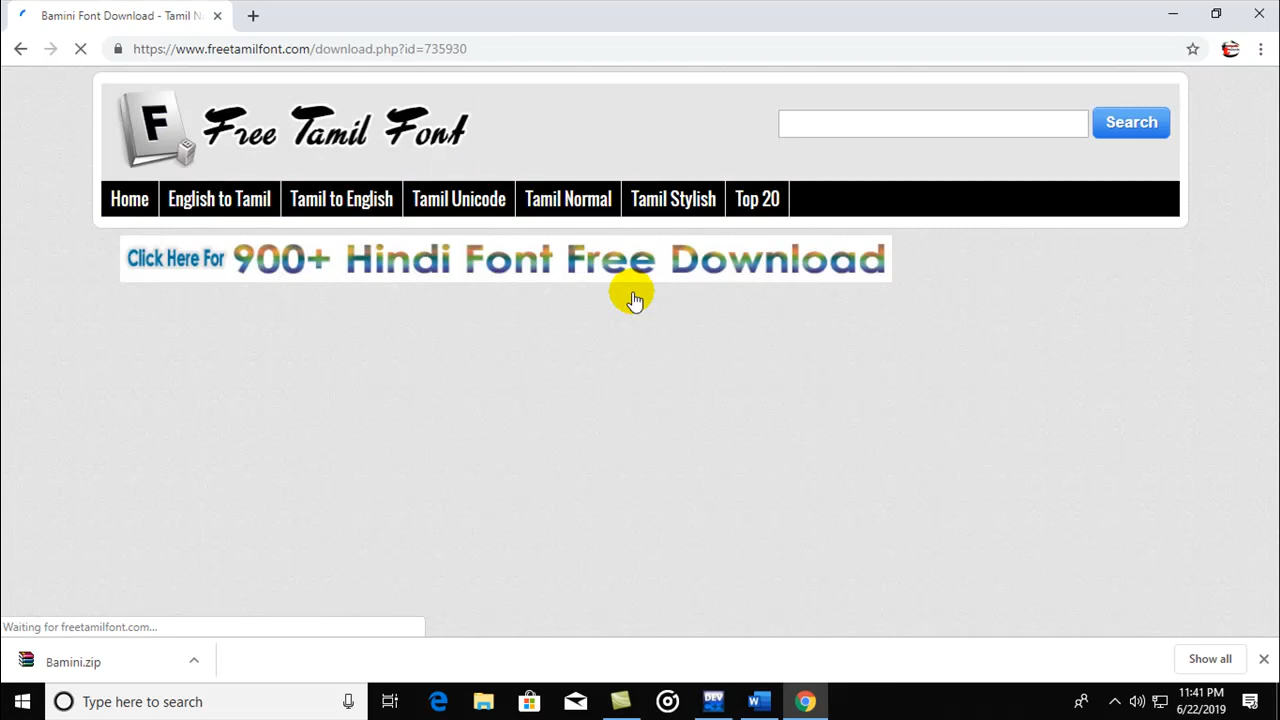 Bamini Font Download - Tamil N
https://www.freetamilfont.com/download.php?id=735930
F Free Tamil Font
Search
Home English to Tamil Tamil to English Tamil Unicode Tamil Normal Tamil Stylish Top 20
Click Here For 900+ Hindi Font Free Download
Waiting for freetamilfont.com...
Bamini.zip
Show all
Type here to search
DEV
W
11:41 PM
6/22/2019